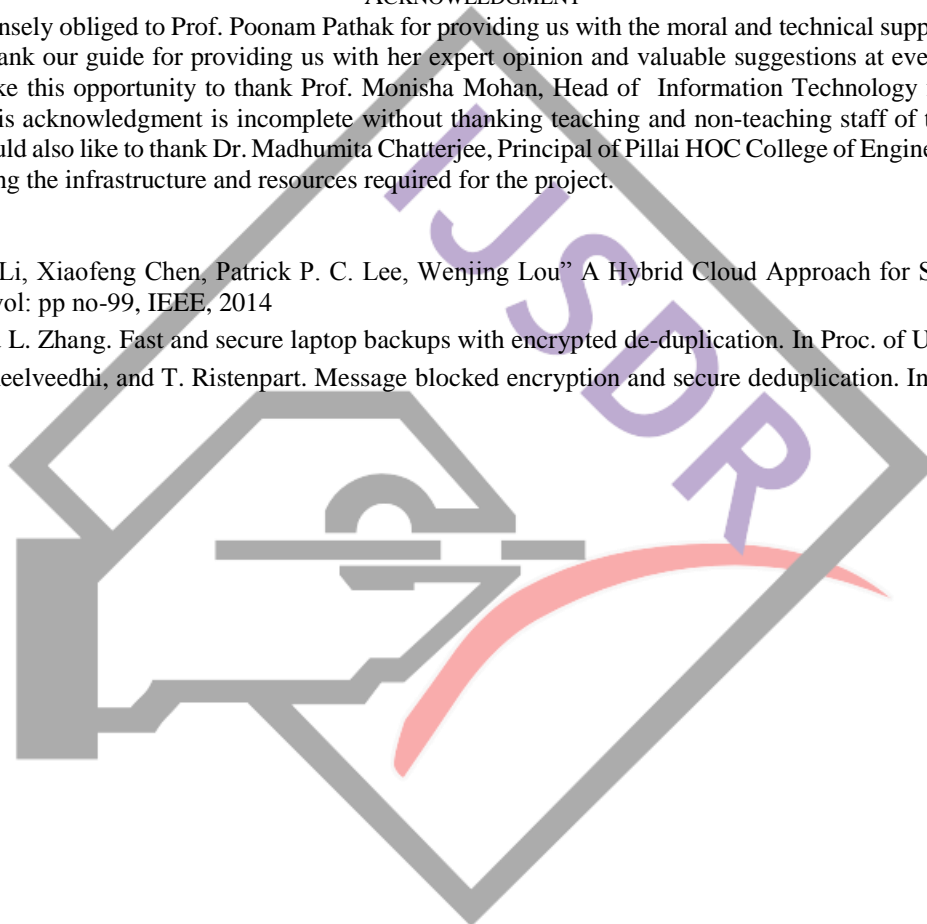 ACKNOWLEDGMENT
nsely obliged to Prof. Poonam Pathak for providing us with the moral and technical supp
ank our guide for providing us with her expert opinion and valuable suggestions at eve
ke this opportunity to thank Prof. Monisha Mohan, Head of Information Technology
is acknowledgment is incomplete without thanking teaching and non-teaching staff of t
uld also like to thank Dr. Madhumita Chatterjee, Principal of Pillai HOC College of Engine
ng the infrastructure and resources required for the project.
Li, Xiaofeng Chen, Patrick P. C. Lee, Wenjing Lou” A Hybrid Cloud Approach for S
vol: pp no-99, IEEE, 2014
L. Zhang. Fast and secure laptop backups with encrypted de-duplication. In Proc. of U
eelveedhi, and T. Ristenpart. Message blocked encryption and secure deduplication. In
IJSDR